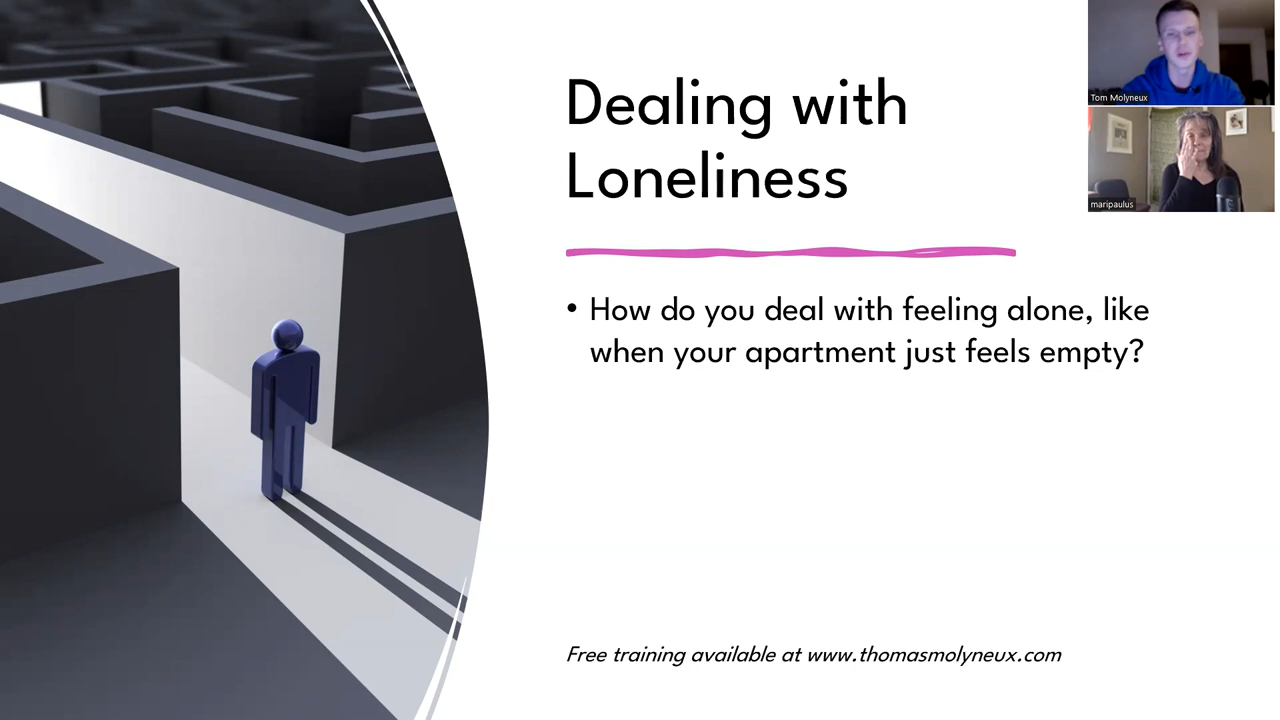 Dealing with
Loneliness
Tom Molyneux
maripaulus
• How do you deal with feeling alone, like
when your apartment just feels empty?
Free training available at www.thomasmolyneux.com